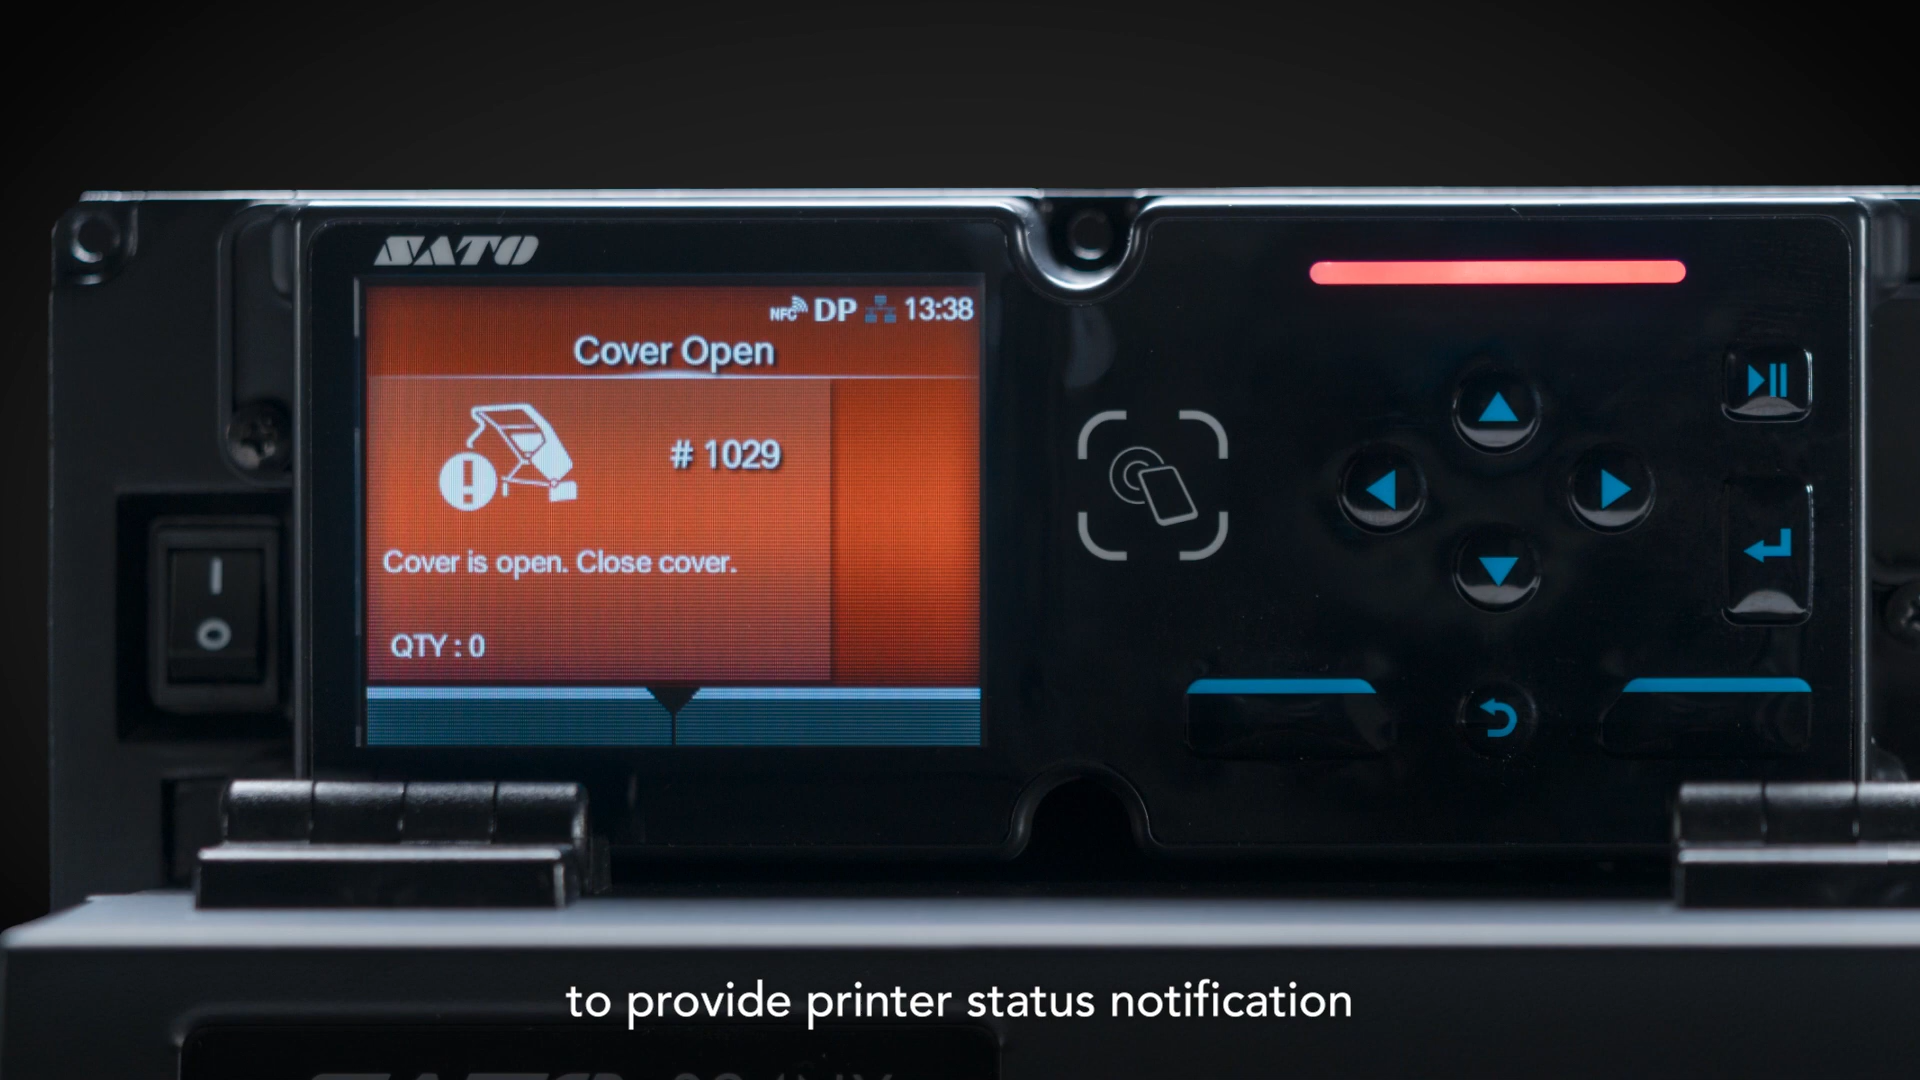 SATO
NFC DP 13:38
Cover Open
# 1029
Cover is open. Close cover.
QTY : 0
to provide printer status notification